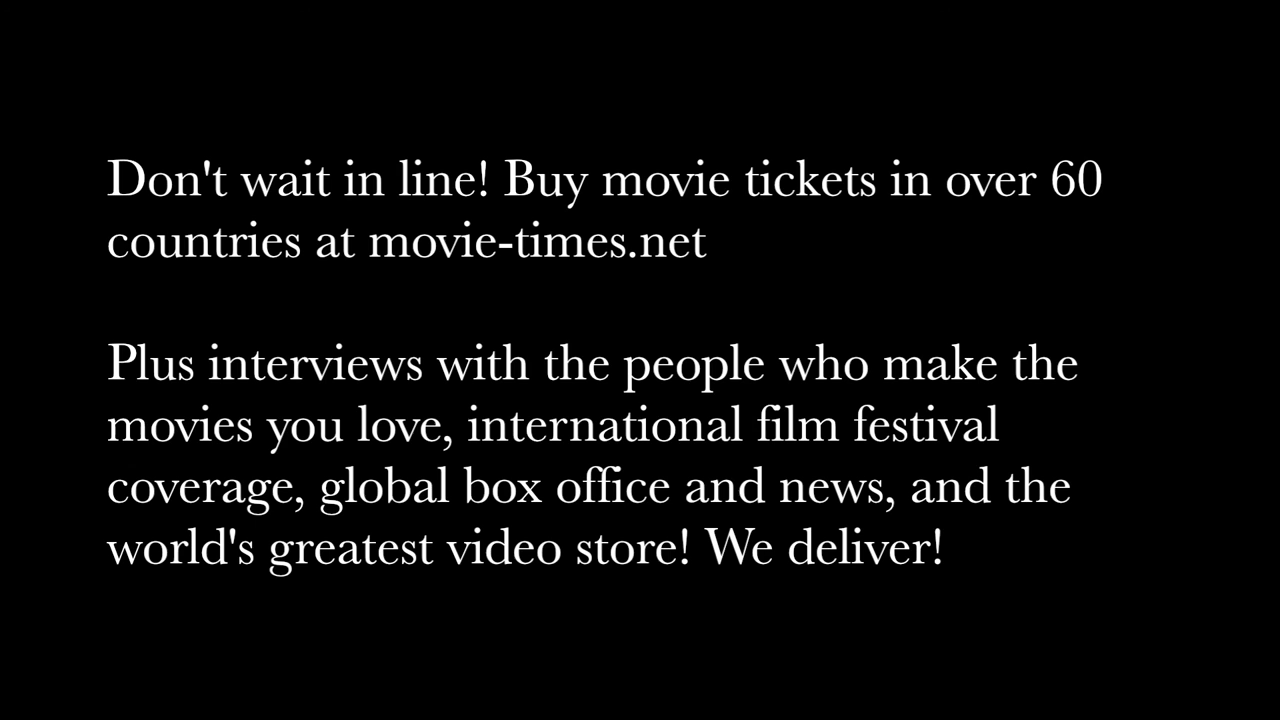 Don't wait in line! Buy movie tickets in over 60
countries at movie-times.net
Plus interviews with the people who make the
movies you love, international film festival
coverage, global box office and news, and the
world's greatest video store! We deliver!